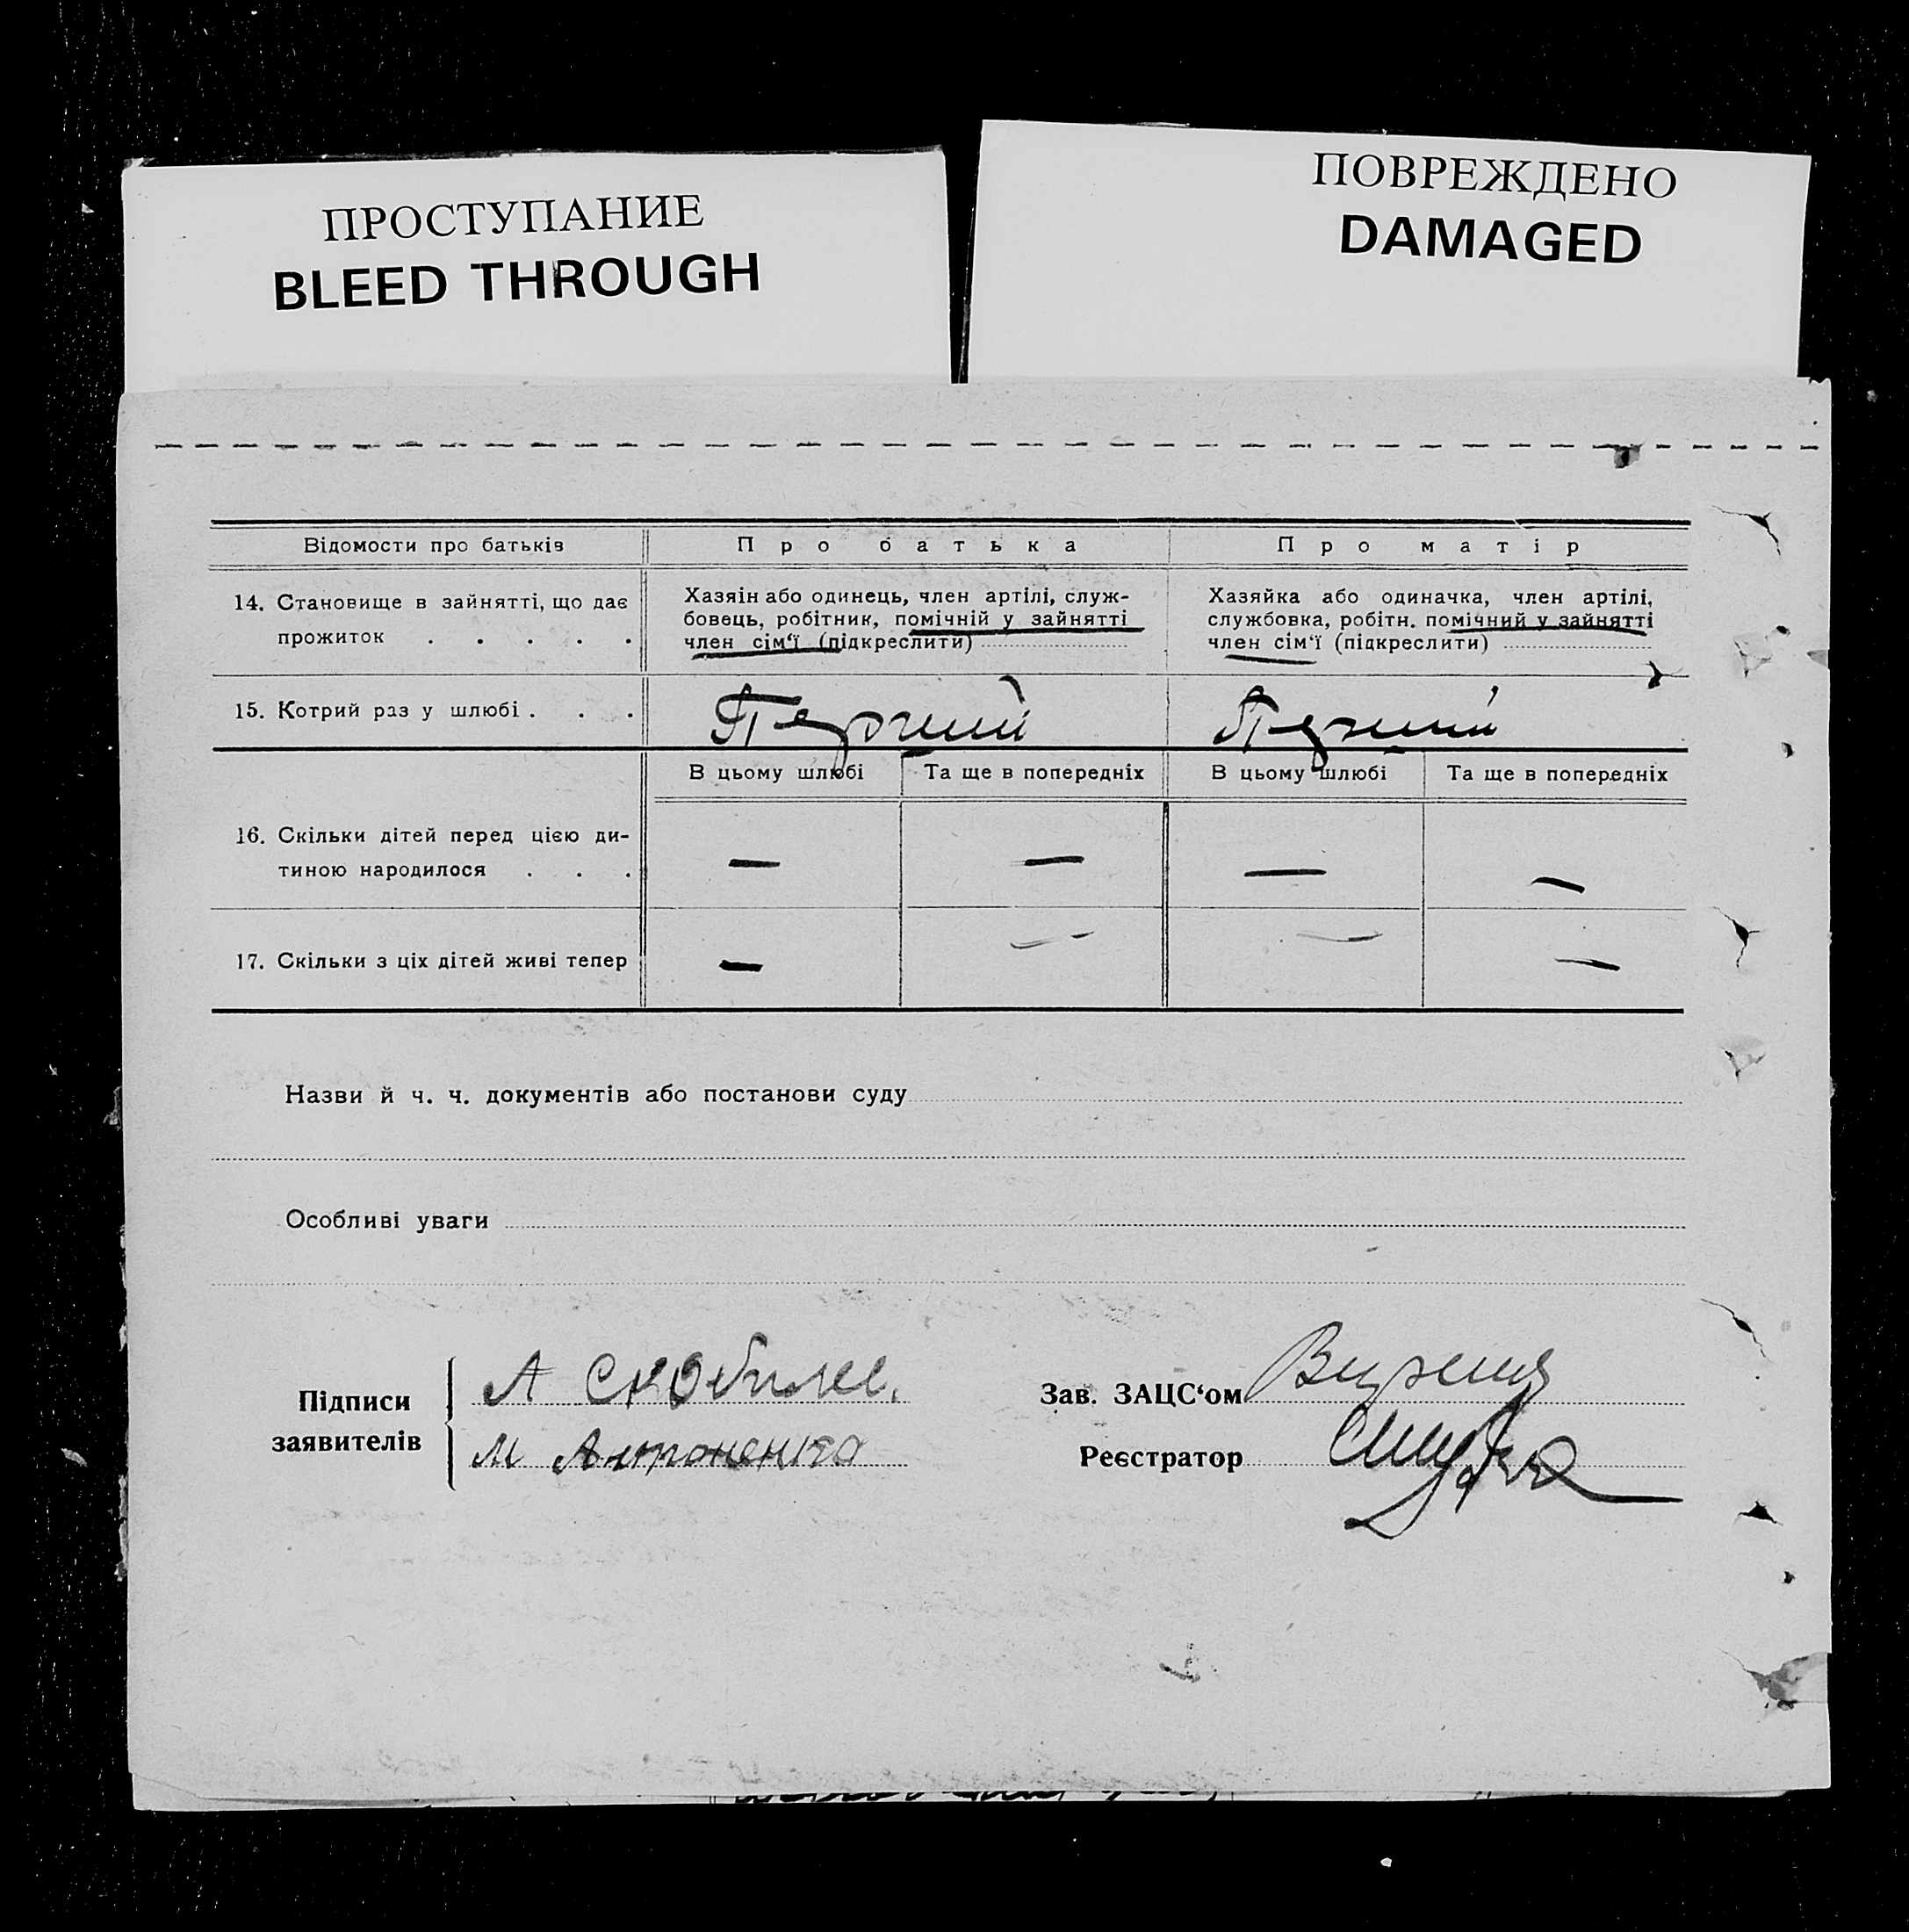 ПРОСТУПАНИЕ
BLEED THROUGH
ПОВРЕЖДЕНО
DAMAGED
Відомости про батьків
Про батька
Про матір
14. Становище в зайнятті, що дає
прожиток . . . . .
Хазяін або одинець, член артілі, служ-
бовець, робітник, помічній у зайнятті
член сім‘ї (підкреслити)
Хазяйка або одиначка, член артілі,
службовка, робітн. помічний у зайнятті
член сім‘ї (підкреслити)
15. Котрий раз у шлюбі . . .
Перший
Перший
В цьому шлюбі
Та ще в попередніх
В цьому шлюбі
Та ще в попередніх
16. Скільки дітей перед цією ди-
тиною народилося . . .
— — — —
17. Скільки з ціх дітей живі тепер
— — — —
Назви й ч. ч. документів або постанови суду
Особливі уваги
Підписи
заявителів
А
М Антоненко
Зав. ЗАЦС‘ом
Реєстратор